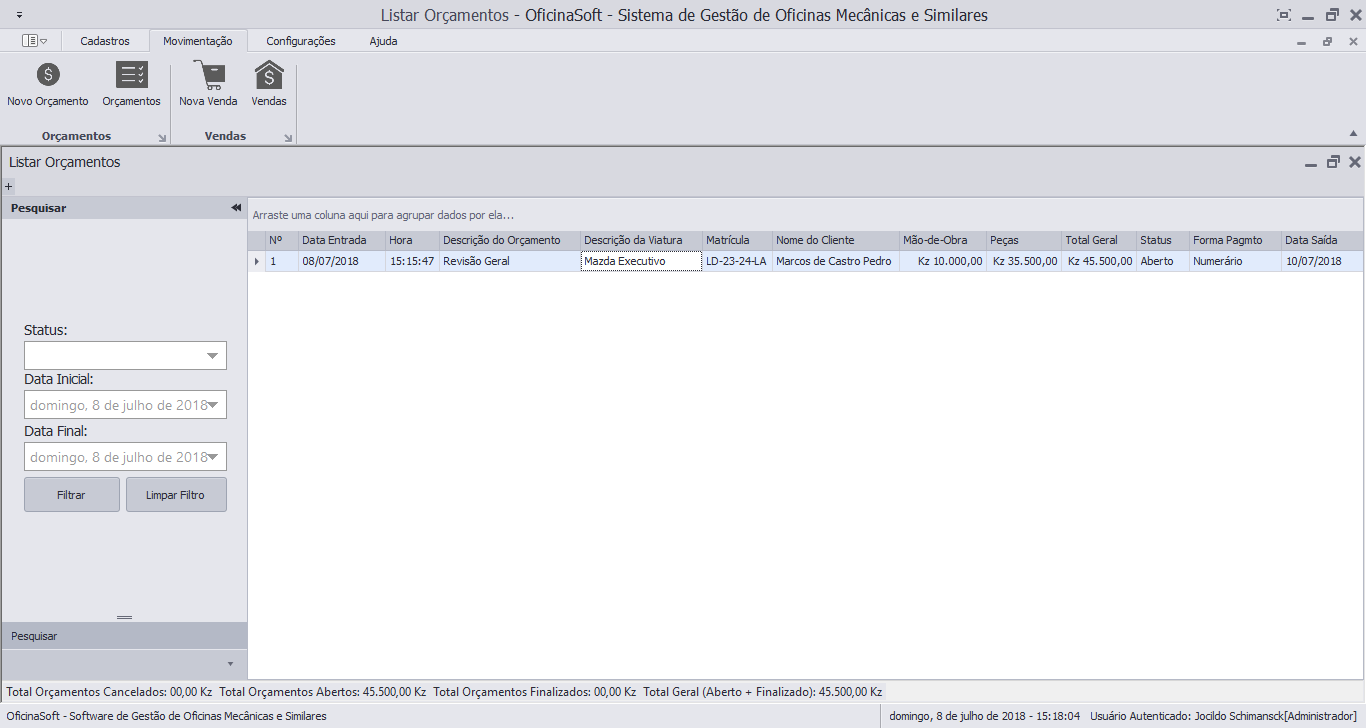 Listar Orçamentos - OficinaSoft - Sistema de Gestão de Oficinas Mecânicas e Similares
Cadastros Movimentação Configurações Ajuda
Novo Orçamento Orçamentos Nova Venda Vendas
Orçamentos Vendas
Listar Orçamentos
+
Pesquisar
Arraste uma coluna aqui para agrupar dados por ela...
Nº Data Entrada Hora Descrição do Orçamento Descrição da Viatura Matrícula Nome do Cliente Mão-de-Obra Peças Total Geral Status Forma Pagmto Data Saída
1 08/07/2018 15:15:47 Revisão Geral Mazda Executivo LD-23-24-LA Marcos de Castro Pedro Kz 10.000,00 Kz 35.500,00 Kz 45.500,00 Aberto Numerário 10/07/2018
Status:
Data Inicial:
domingo, 8 de julho de 2018
Data Final:
domingo, 8 de julho de 2018
Filtrar Limpar Filtro
Pesquisar
Total Orçamentos Cancelados: 00,00 Kz Total Orçamentos Abertos: 45.500,00 Kz Total Orçamentos Finalizados: 00,00 Kz Total Geral (Aberto + Finalizado): 45.500,00 Kz
OficinaSoft - Software de Gestão de Oficinas Mecânicas e Similares domingo, 8 de julho de 2018 - 15:18:04 Usuário Autenticado: Jocildo Schimansck[Administrador]